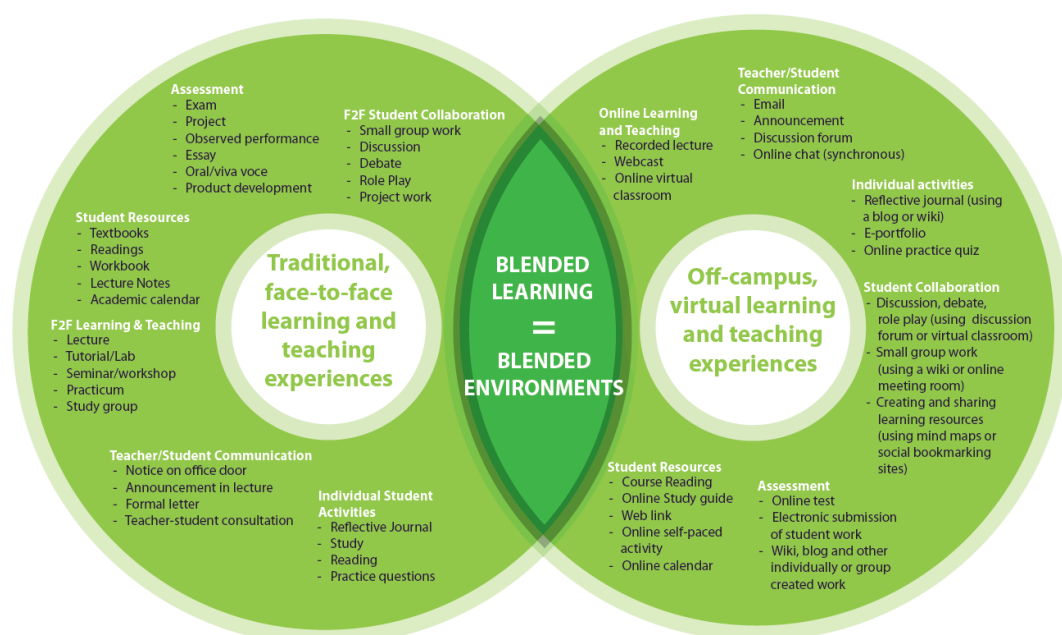 Assessment
- Exam
- Project
- Observed performance
- Essay
- Oral/viva voce
- Product development
F2F Student Collaboration
- Small group work
- Discussion
- Debate
- Role Play
- Project work
Student Resources
- Textbooks
- Readings
- Workbook
- Lecture Notes
- Academic calendar
F2F Learning & Teaching
- Lecture
- Tutorial/Lab
- Seminar/workshop
- Practicum
- Study group
Traditional,
face-to-face
learning and
teaching
experiences
Teacher/Student Communication
- Notice on office door
- Announcement in lecture
- Formal letter
- Teacher-student consultation
Individual Student
Activities
- Reflective Journal
- Study
- Reading
- Practice questions
BLENDED
LEARNING
=
BLENDED
ENVIRONMENTS
Online Learning
and Teaching
- Recorded lecture
- Webcast
- Online virtual
classroom
Teacher/Student
Communication
- Email
- Announcement
- Discussion forum
- Online chat (synchronous)
Individual activities
- Reflective journal (using
a blog or wiki)
- E-portfolio
- Online practice quiz
Off-campus,
virtual learning
and teaching
experiences
Student Collaboration
- Discussion, debate,
role play (using discussion
forum or virtual classroom)
- Small group work
(using a wiki or online
meeting room)
- Creating and sharing
learning resources
(using mind maps or
social bookmarking
sites)
Student Resources
- Course Reading
- Online Study guide
- Web link
- Online self-paced
activity
- Online calendar
Assessment
- Online test
- Electronic submission
of student work
- Wiki, blog and other
individually or group
created work